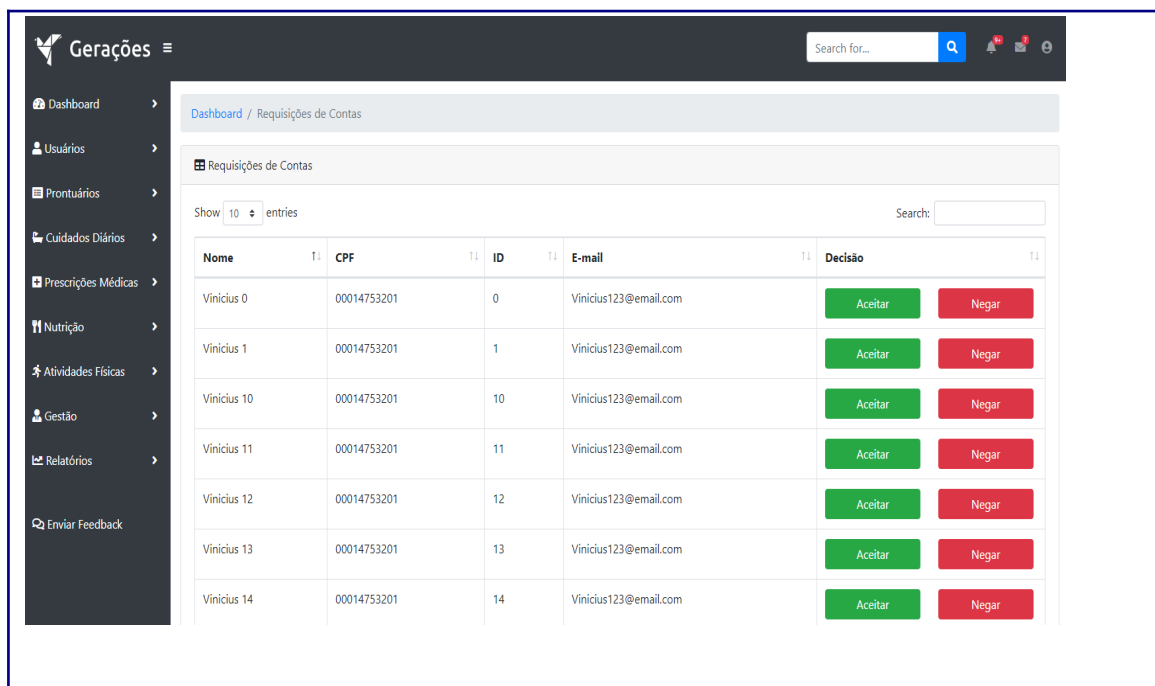 Gerações
Search for...
9+
7
Dashboard
Usuários
Prontuários
Cuidados Diários
Prescrições Médicas
Nutrição
Atividades Físicas
Gestão
Relatórios
Enviar Feedback
Dashboard / Requisições de Contas
Requisições de Contas
Show 10 entries Search:
Nome CPF ID E-mail Decisão
Vinicius 0 00014753201 0 Vinicius123@email.com Aceitar Negar
Vinicius 1 00014753201 1 Vinicius123@email.com Aceitar Negar
Vinicius 10 00014753201 10 Vinicius123@email.com Aceitar Negar
Vinicius 11 00014753201 11 Vinicius123@email.com Aceitar Negar
Vinicius 12 00014753201 12 Vinicius123@email.com Aceitar Negar
Vinicius 13 00014753201 13 Vinicius123@email.com Aceitar Negar
Vinicius 14 00014753201 14 Vinicius123@email.com Aceitar Negar